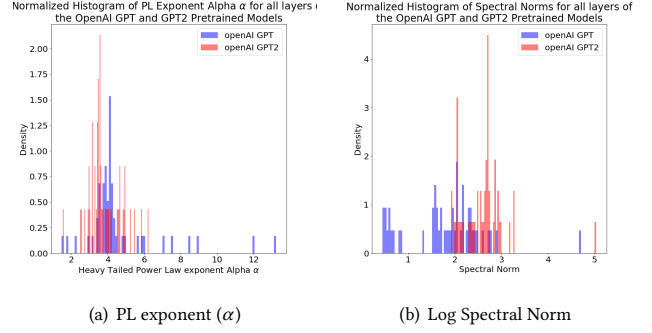 Normalized Histogram of PL Exponent Alpha α for all layers
the OpenAI GPT and GPT2 Pretrained Models
openAI GPT
openAI GPT2
Density
2.00
1.75
1.50
1.25
1.00
0.75
0.50
0.25
0.00
2 4 6 8 10 12
Heavy Tailed Power Law exponent Alpha α
(a) PL exponent (α)
Normalized Histogram of Spectral Norms for all layers of
the OpenAI GPT and GPT2 Pretrained Models
openAI GPT
openAI GPT2
Density
4
3
2
1
0
1 2 3 4 5
Spectral Norm
(b) Log Spectral Norm